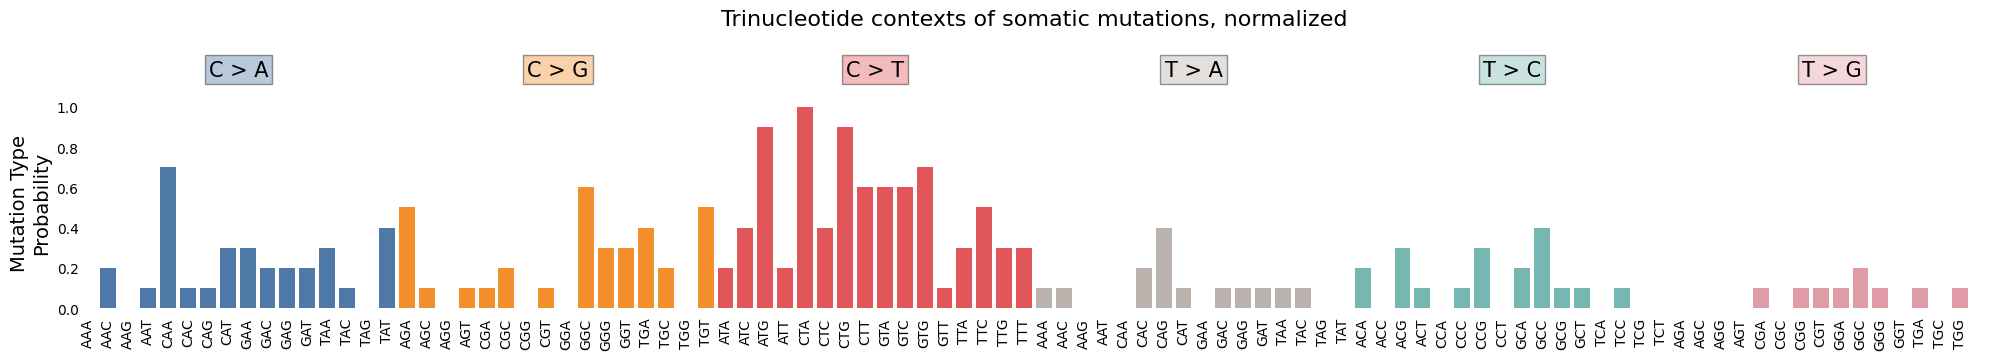 Trinucleotide contexts of somatic mutations, normalized
C > A C > G C > T T > A T > C T > G
Mutation Type
Probability
1.0
0.8
0.6
0.4
0.2
0.0
AAA AAC AAG AAT CAA CAC CAG CAT GAA GAC GAG GAT TAA TAC TAG TAT AGA AGC AGG AGT CGA CGC CGG CGT GGA GGC GGG GGT TGA TGC TGG TGT ATA ATC ATG ATT CTA CTC CTG CTT GTA GTC GTG GTT TTA TTC TTG TTT AAA AAC AAG AAT CAA CAC CAG CAT GAA GAC GAG GAT TAA TAC TAG TAT ACA ACC ACG ACT CCA CCC CCG CCT GCA GCC GCG GCT TCA TCC TCG TCT AGA AGC AGG AGT CGA CGC CGG CGT GGA GGC GGG GGT TGA TGC TGG